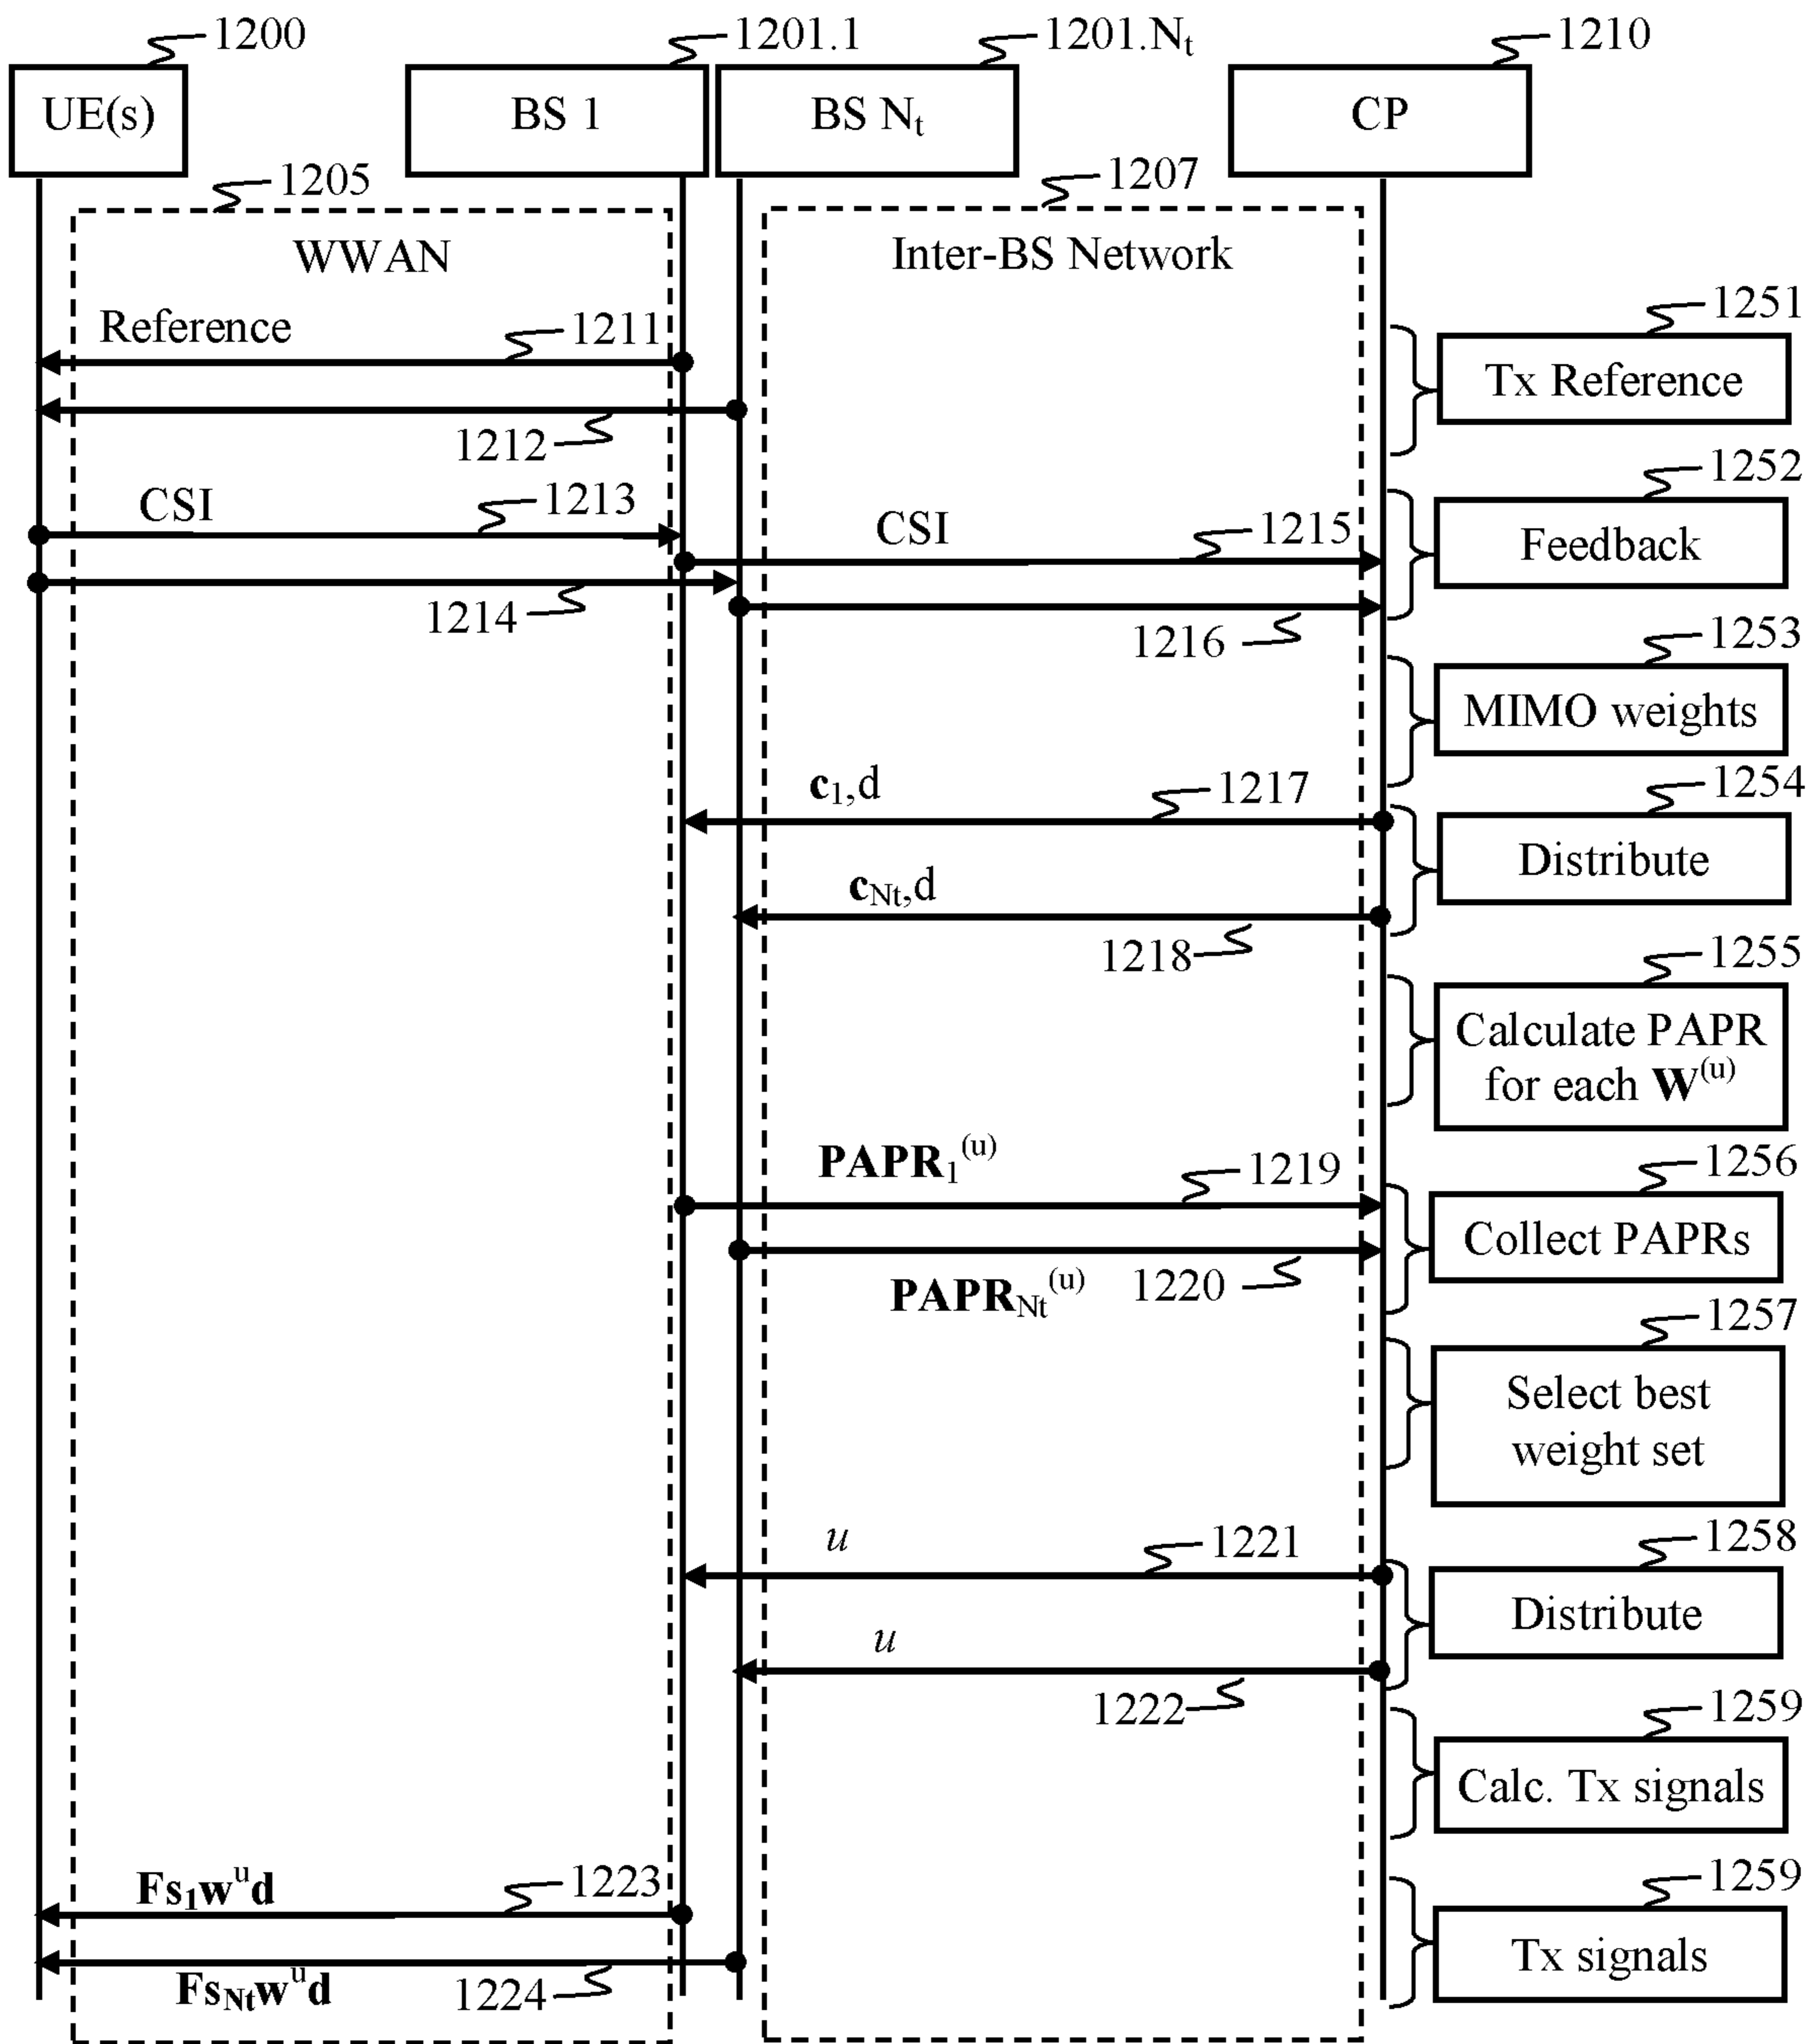 1200
1201.1
1201.Nt
1210
UE(s)
BS 1
BS Nt
CP
1205
1207
WWAN
Inter-BS Network
1251
Reference
1211
Tx Reference
1212
1252
CSI
1213
CSI
1215
Feedback
1214
1216
1253
MIMO weights
c1,d
1217
1254
Distribute
cNt,d
1218
1255
Calculate PAPR
for each W(u)
PAPR1(u)
1219
1256
Collect PAPRs
PAPRNt(u)
1220
1257
Select best
weight set
u
1221
1258
Distribute
u
1222
1259
Calc. Tx signals
Fs1wud
1223
1259
Tx signals
FsNtwud
1224